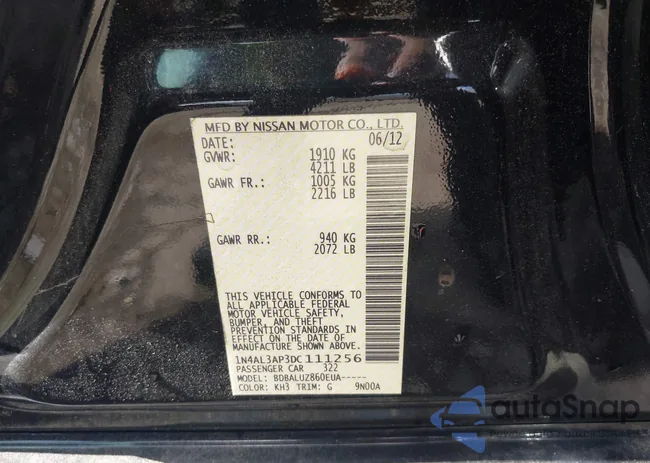 MFD BY NISSAN MOTOR CO., LTD.
DATE: 06/12
GVWR: 1910 KG
4211 LB
GAWR FR.: 1005 KG
2216 LB
GAWR RR.: 940 KG
2072 LB
THIS VEHICLE CONFORMS TO
ALL APPLICABLE FEDERAL
MOTOR VEHICLE SAFETY,
BUMPER, AND THEFT
PREVENTION STANDARDS IN
EFFECT ON THE DATE OF
MANUFACTURE SHOWN ABOVE.
1N4AL3AP3DC111256
PASSENGER CAR 322
MODEL: BDBALUZ860EUA-----
COLOR: KH3 TRIM: G 9N00A
autoSnap